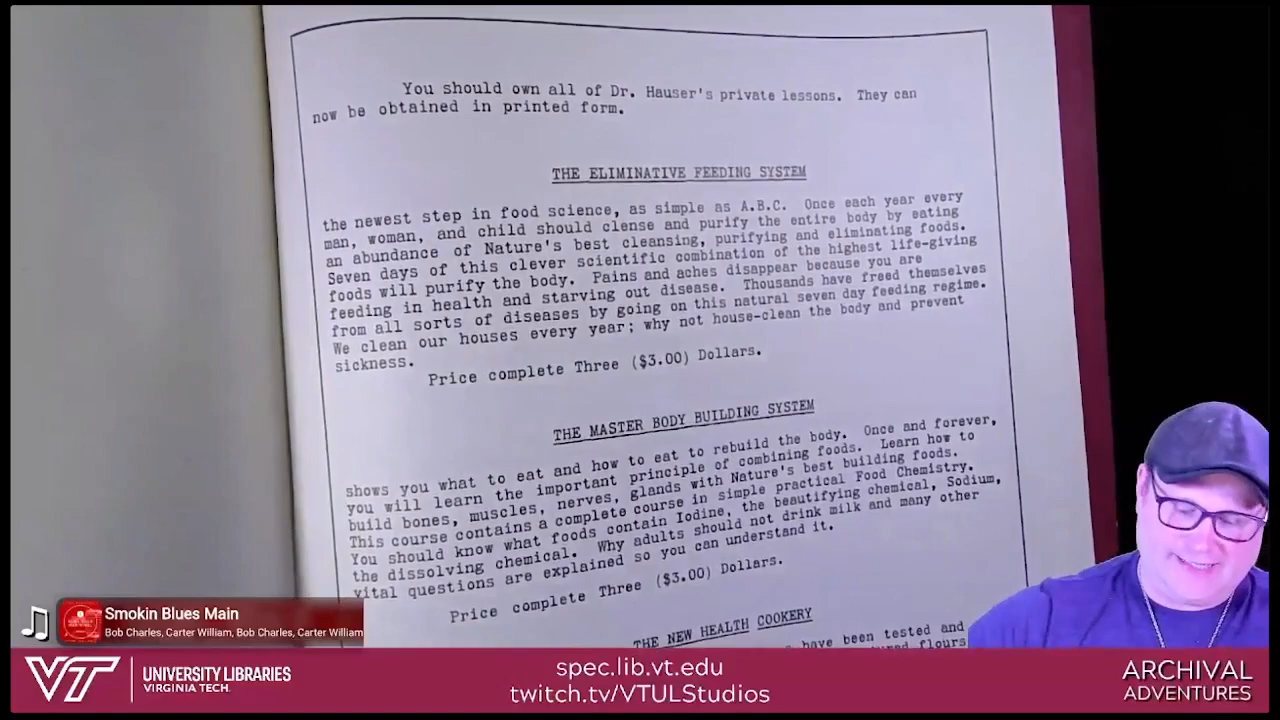 You should own all of Dr. Hauser's private lessons. They can
now be obtained in printed form.
THE ELIMINATIVE FEEDING SYSTEM
the newest step in food science, as simple as A.B.C. Once each year every
man, woman, and child should clense and purify the entire body by eating
an abundance of Nature's best cleansing, purifying and eliminating foods.
Seven days of this clever scientific combination of the highest life-giving
foods will purify the body. Pains and aches disappear because you are
feeding in health and starving out disease. Thousands have freed themselves
from all sorts of diseases by going on this natural seven day feeding regime.
We clean our houses every year; why not house-clean the body and prevent
sickness.
Price complete Three ($3.00) Dollars.
THE MASTER BODY BUILDING SYSTEM
shows you what to eat and how to eat to rebuild the body. Once and forever,
you will learn the important principle of combining foods. Learn how to
build bones, muscles, nerves, glands with Nature's best building foods.
This course contains a complete course in simple practical Food Chemistry.
You should know what foods contain Iodine, the beautifying chemical, Sodium,
the dissolving chemical. Why adults should not drink milk and many other
vital questions are explained so you can understand it.
Price complete Three ($3.00) Dollars.
THE NEW HEALTH COOKERY
have been tested and
flours
Smokin Blues Main
Bob Charles, Carter William, Bob Charles, Carter William
VT
UNIVERSITY LIBRARIES
VIRGINIA TECH
spec.lib.vt.edu
twitch.tv/VTULStudios
ARCHIVAL
ADVENTURES